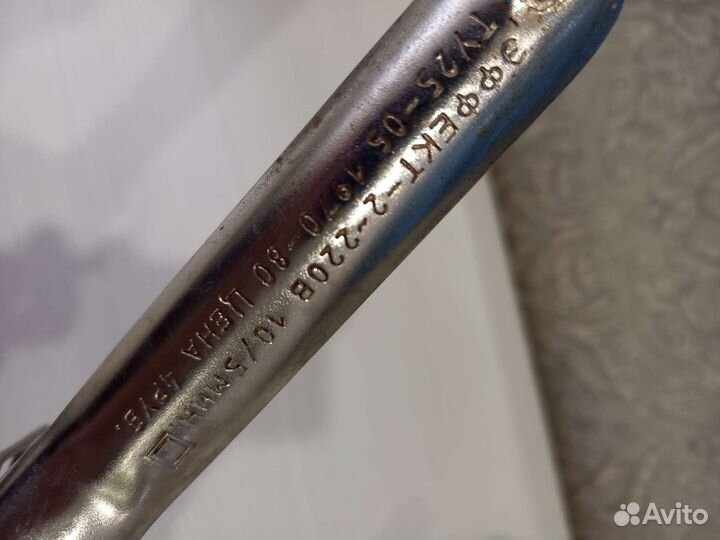 ЭФФЕКТ-2-220В 10/5МИН.
ТУ25-05 1970-80 ЦЕНА 4РУБ.
Avito